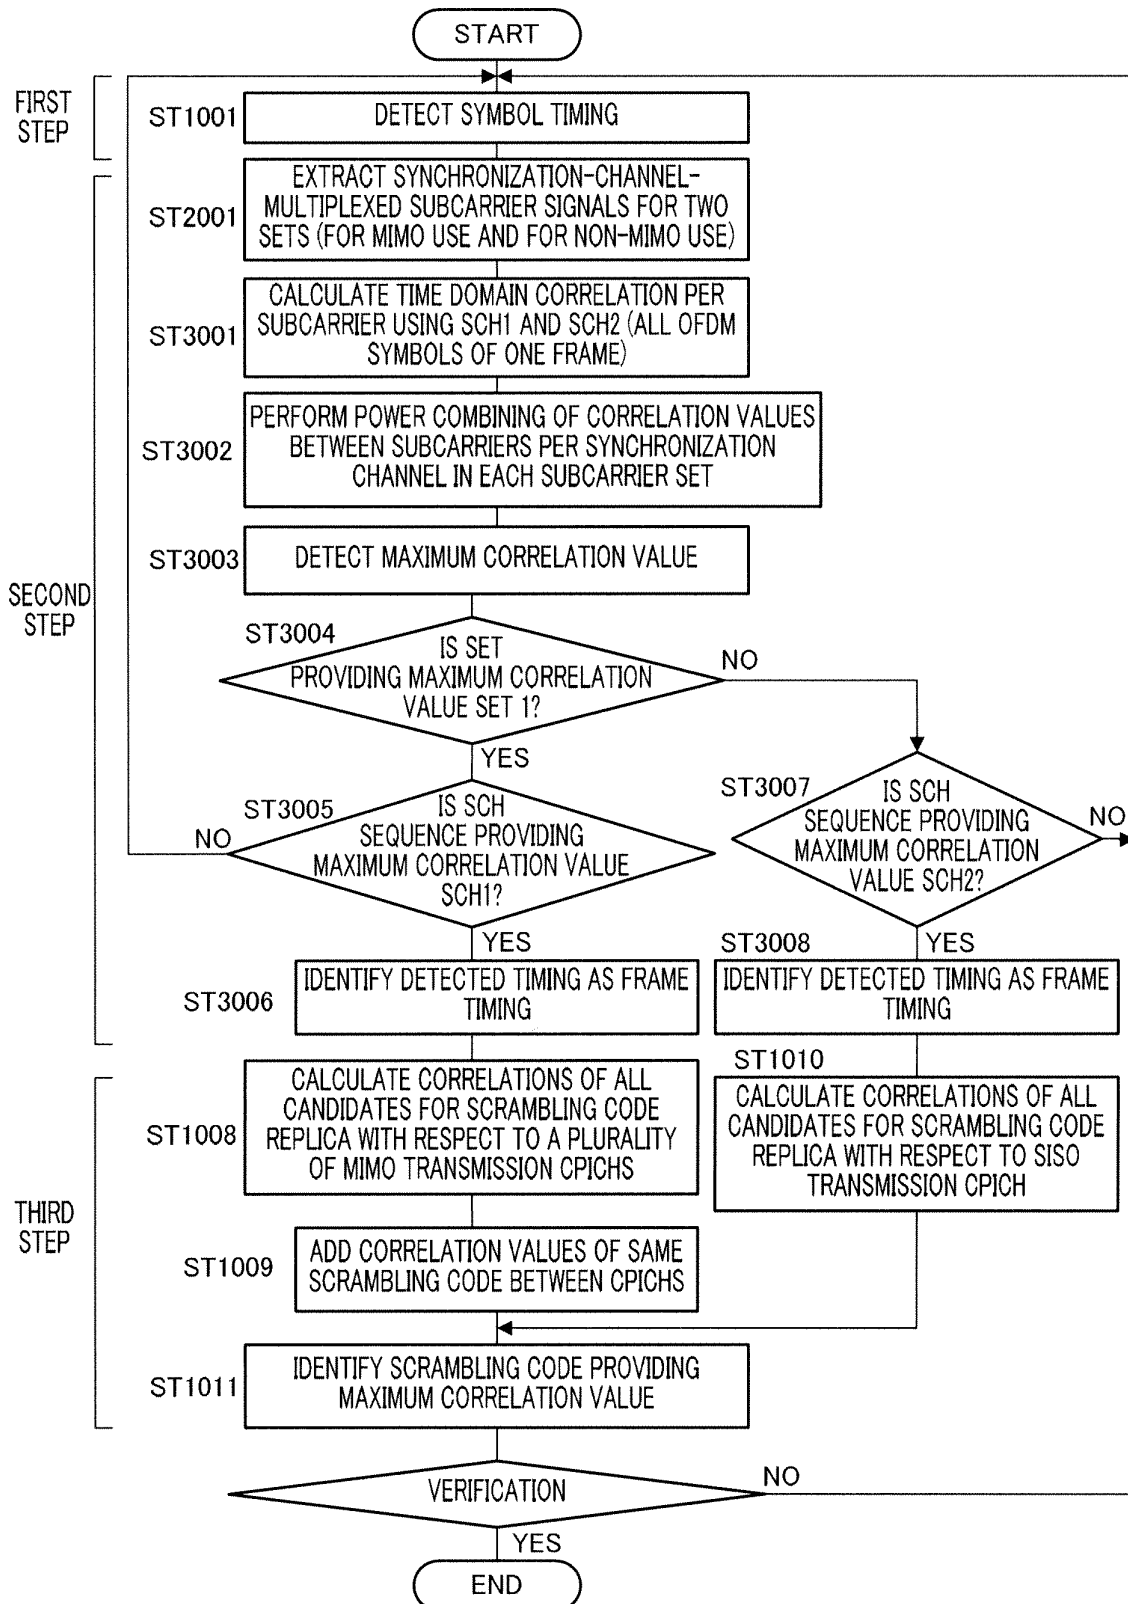 START
FIRST
STEP
ST1001
DETECT SYMBOL TIMING
ST2001
EXTRACT SYNCHRONIZATION-CHANNEL-
MULTIPLEXED SUBCARRIER SIGNALS FOR TWO
SETS (FOR MIMO USE AND FOR NON-MIMO USE)
ST3001
CALCULATE TIME DOMAIN CORRELATION PER
SUBCARRIER USING SCH1 AND SCH2 (ALL OFDM
SYMBOLS OF ONE FRAME)
ST3002
PERFORM POWER COMBINING OF CORRELATION VALUES
BETWEEN SUBCARRIERS PER SYNCHRONIZATION
CHANNEL IN EACH SUBCARRIER SET
ST3003
DETECT MAXIMUM CORRELATION VALUE
SECOND
STEP
ST3004
IS SET
PROVIDING MAXIMUM CORRELATION
VALUE SET 1?
NO
YES
ST3005
IS SCH
SEQUENCE PROVIDING
MAXIMUM CORRELATION VALUE
SCH1?
NO
YES
ST3007
IS SCH
SEQUENCE PROVIDING
MAXIMUM CORRELATION
VALUE SCH2?
NO
YES
ST3006
IDENTIFY DETECTED TIMING AS FRAME
TIMING
ST3008
IDENTIFY DETECTED TIMING AS FRAME
TIMING
THIRD
STEP
ST1008
CALCULATE CORRELATIONS OF ALL
CANDIDATES FOR SCRAMBLING CODE
REPLICA WITH RESPECT TO A PLURALITY
OF MIMO TRANSMISSION CPICHS
ST1010
CALCULATE CORRELATIONS OF ALL
CANDIDATES FOR SCRAMBLING CODE
REPLICA WITH RESPECT TO SISO
TRANSMISSION CPICH
ST1009
ADD CORRELATION VALUES OF SAME
SCRAMBLING CODE BETWEEN CPICHS
ST1011
IDENTIFY SCRAMBLING CODE PROVIDING
MAXIMUM CORRELATION VALUE
VERIFICATION
NO
YES
END